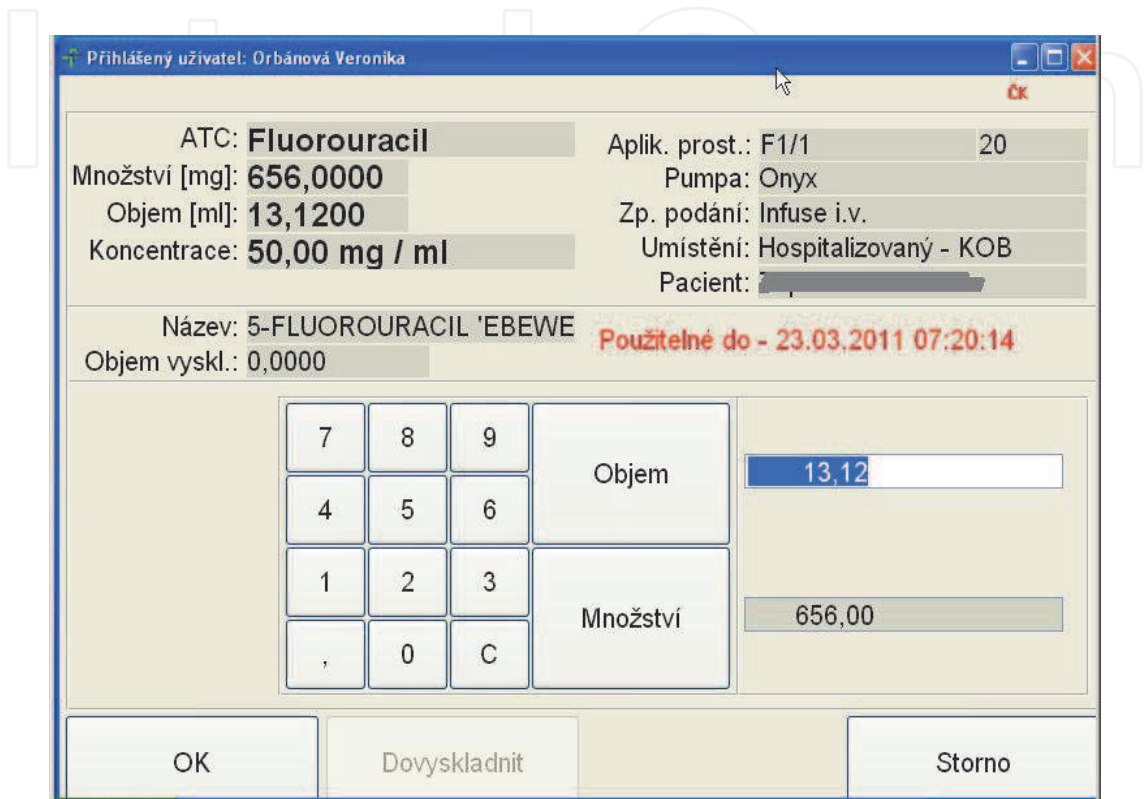 Přihlášený uživatel: Orbánová Veronika
ČK
ATC: Fluorouracil
Množství [mg]: 656,0000
Objem [ml]: 13,1200
Koncentrace: 50,00 mg / ml
Aplik. prost.: F1/1 20
Pumpa: Onyx
Zp. podání: Infuse i.v.
Umístění: Hospitalizovaný - KOB
Pacient:
Název: 5-FLUOROURACIL 'EBEWE
Objem vyskl.: 0,0000
Použitelné do - 23.03.2011 07:20:14
7 8 9
4 5 6
1 2 3
, 0 C
Objem 13,12
Množství 656,00
OK Dovyskladnit Storno